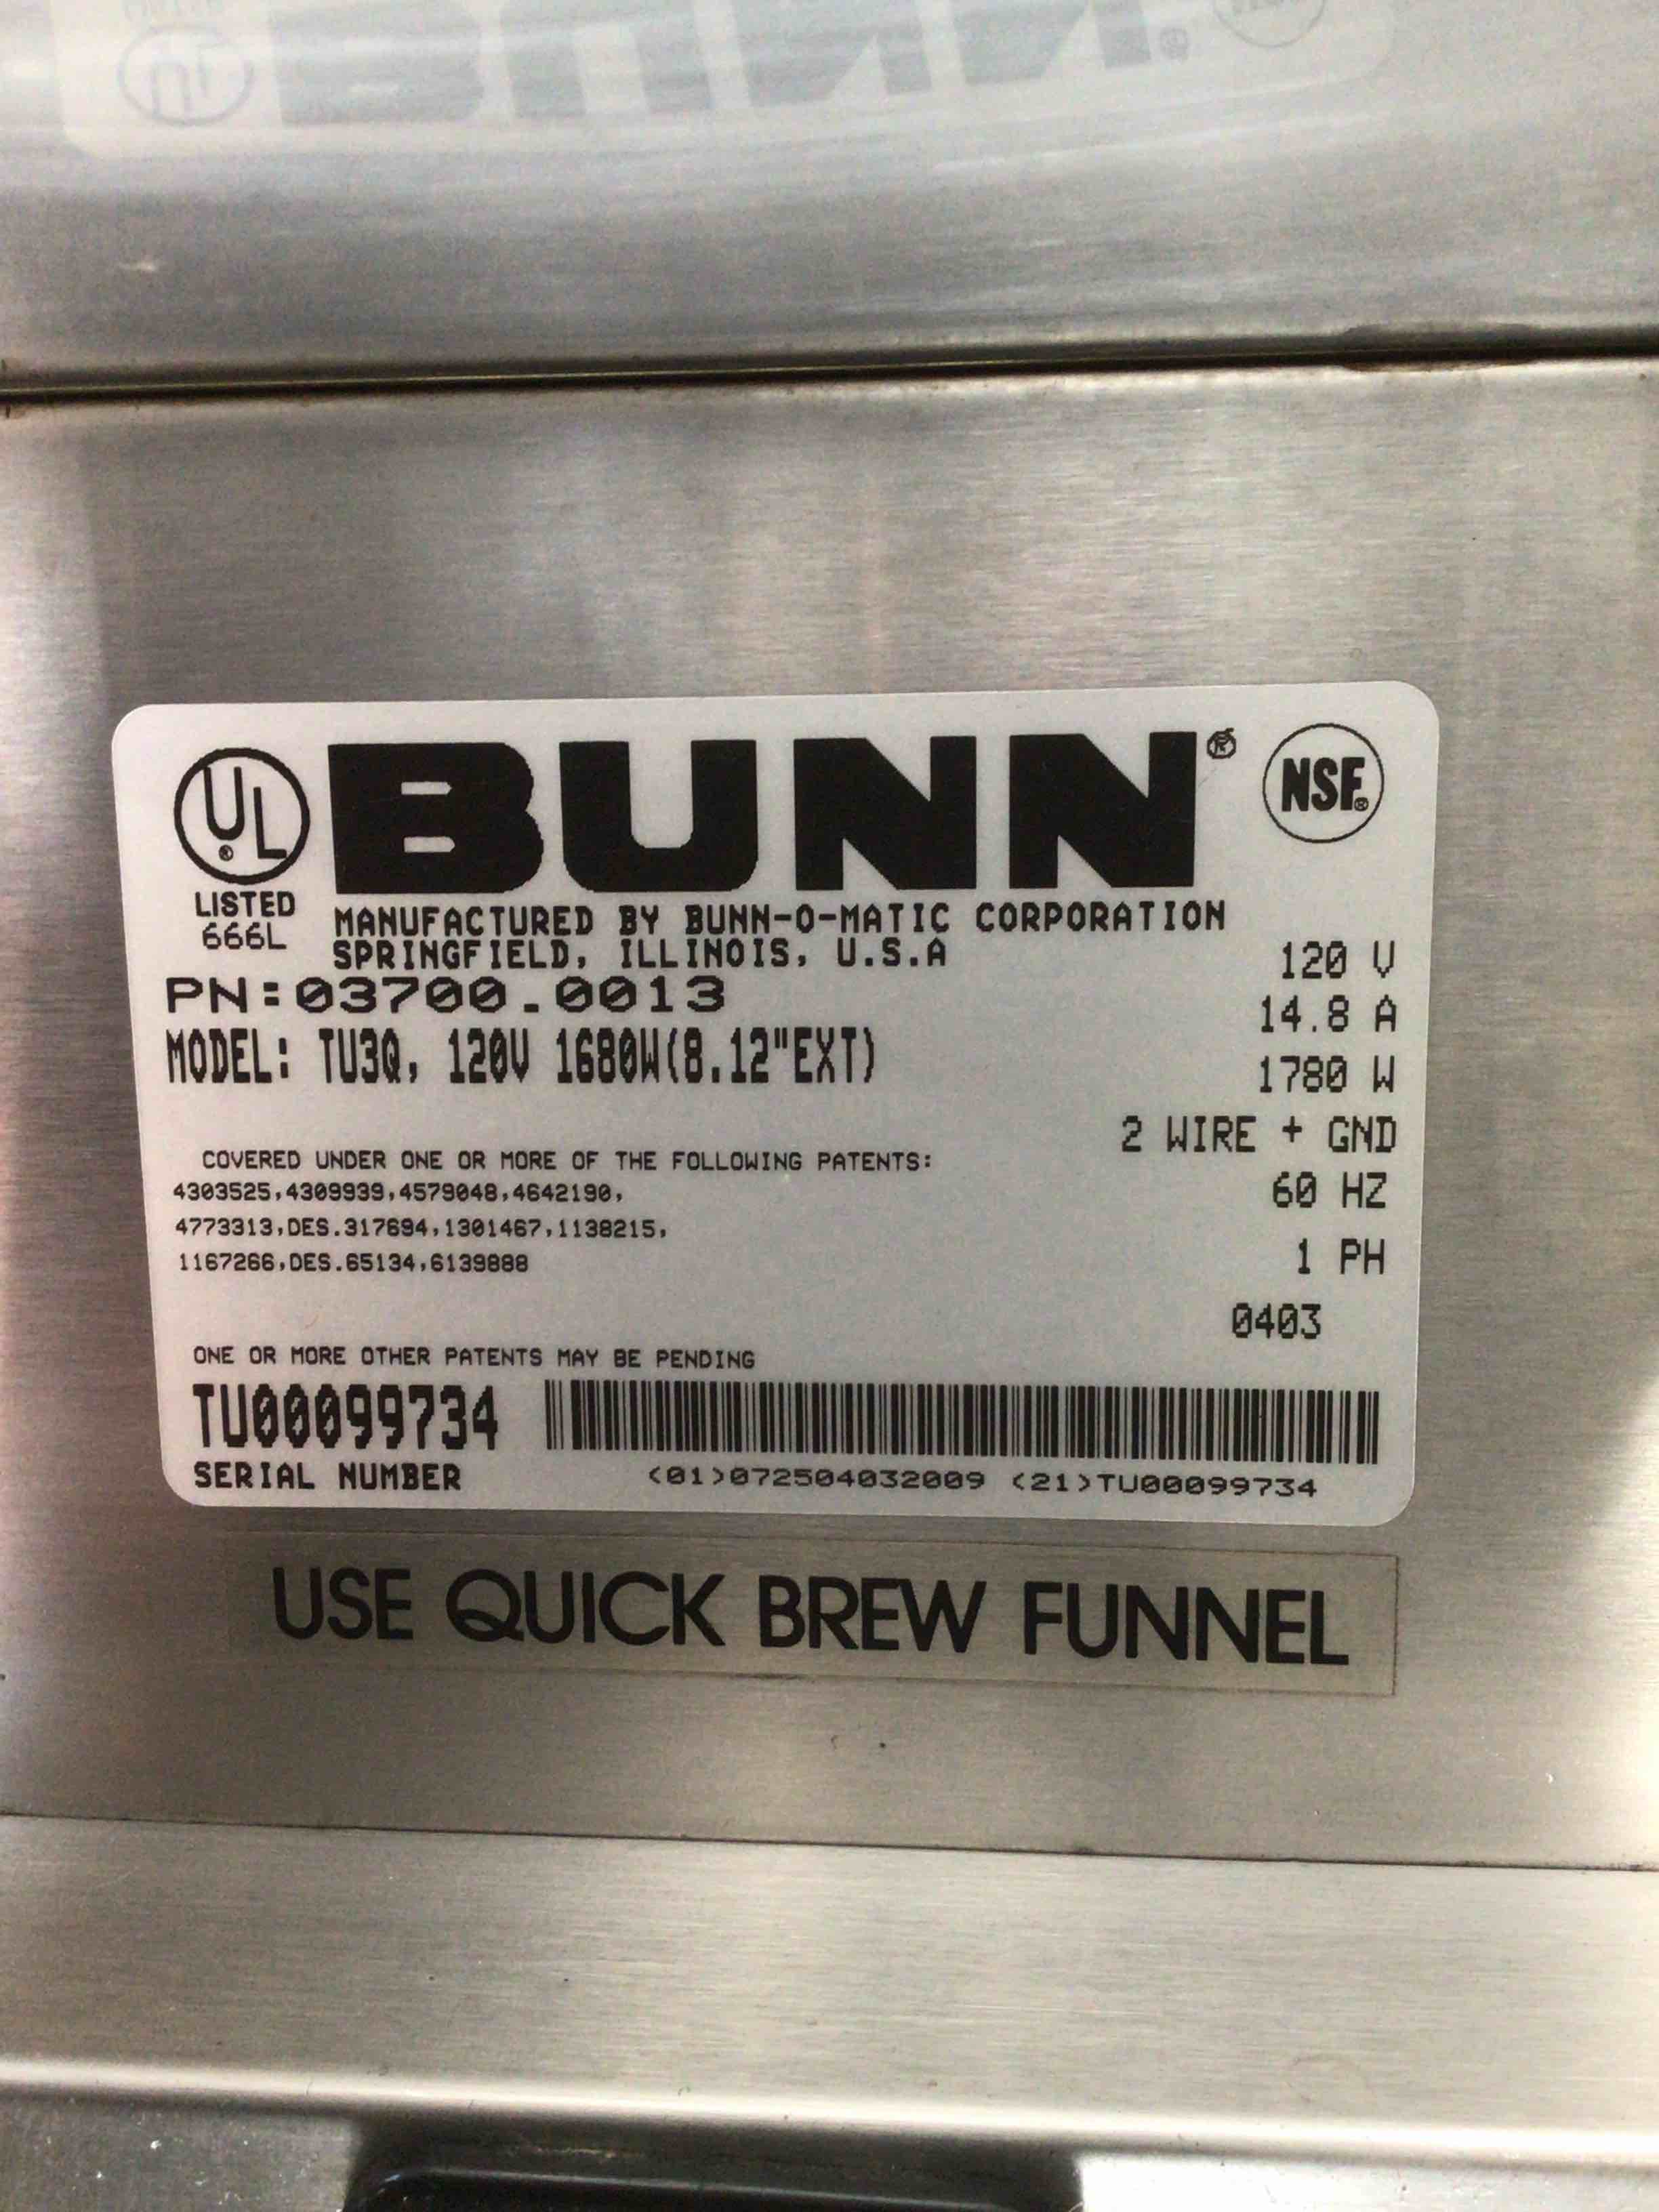 UL
BUNN®
NSF®
LISTED
666L
MANUFACTURED BY BUNN-O-MATIC CORPORATION
SPRINGFIELD, ILLINOIS, U.S.A
PN:03700.0013
MODEL: TU3Q, 120V 1680W(8.12"EXT)
120 V
14.8 A
1780 W
2 WIRE + GND
60 HZ
1 PH
0403
COVERED UNDER ONE OR MORE OF THE FOLLOWING PATENTS:
4303525,4309939,4579048,4642190,
4773313,DES.317694,1301467,1138215,
1167266,DES.65134,6139888
ONE OR MORE OTHER PATENTS MAY BE PENDING
TU00099734
SERIAL NUMBER
(01)072504032009 (21)TU00099734
USE QUICK BREW FUNNEL